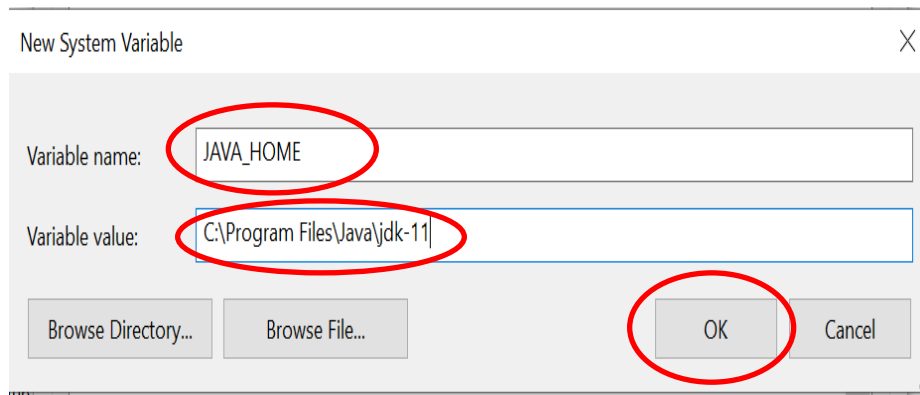 New System Variable
Variable name: JAVA_HOME
Variable value: C:\Program Files\Java\jdk-11
Browse Directory... Browse File... OK Cancel